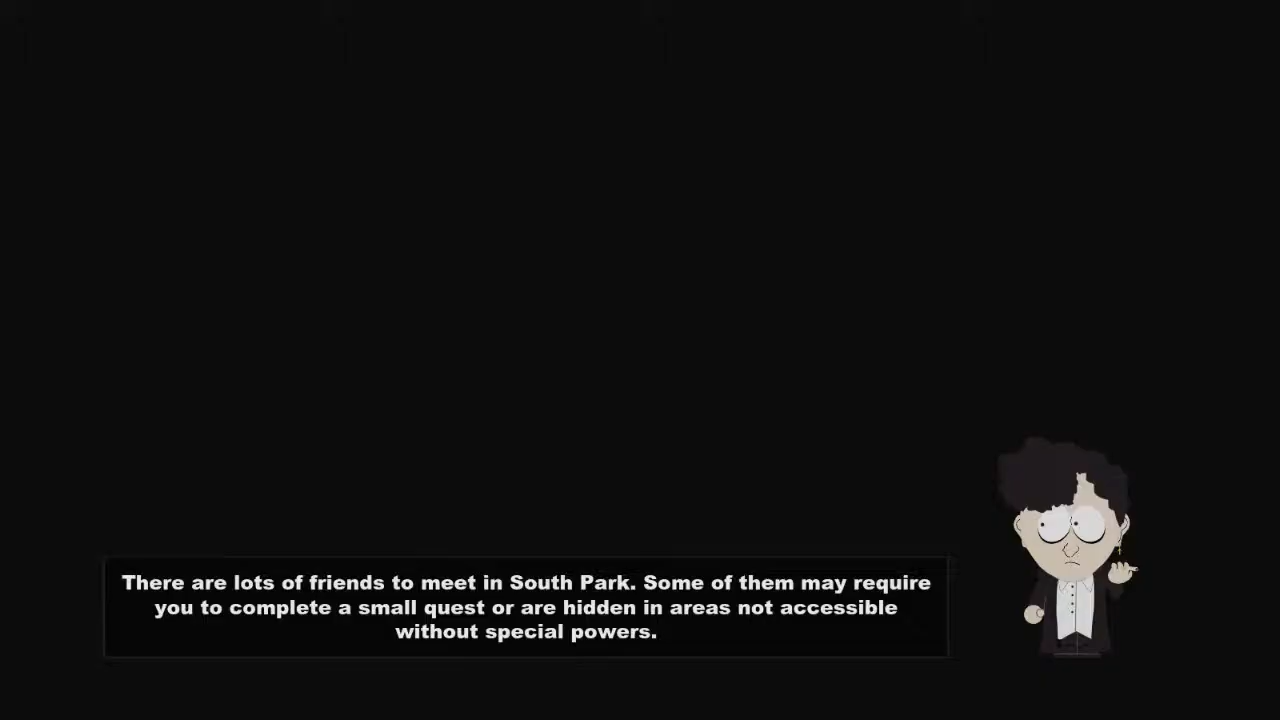 There are lots of friends to meet in South Park. Some of them may require
you to complete a small quest or are hidden in areas not accessible
without special powers.